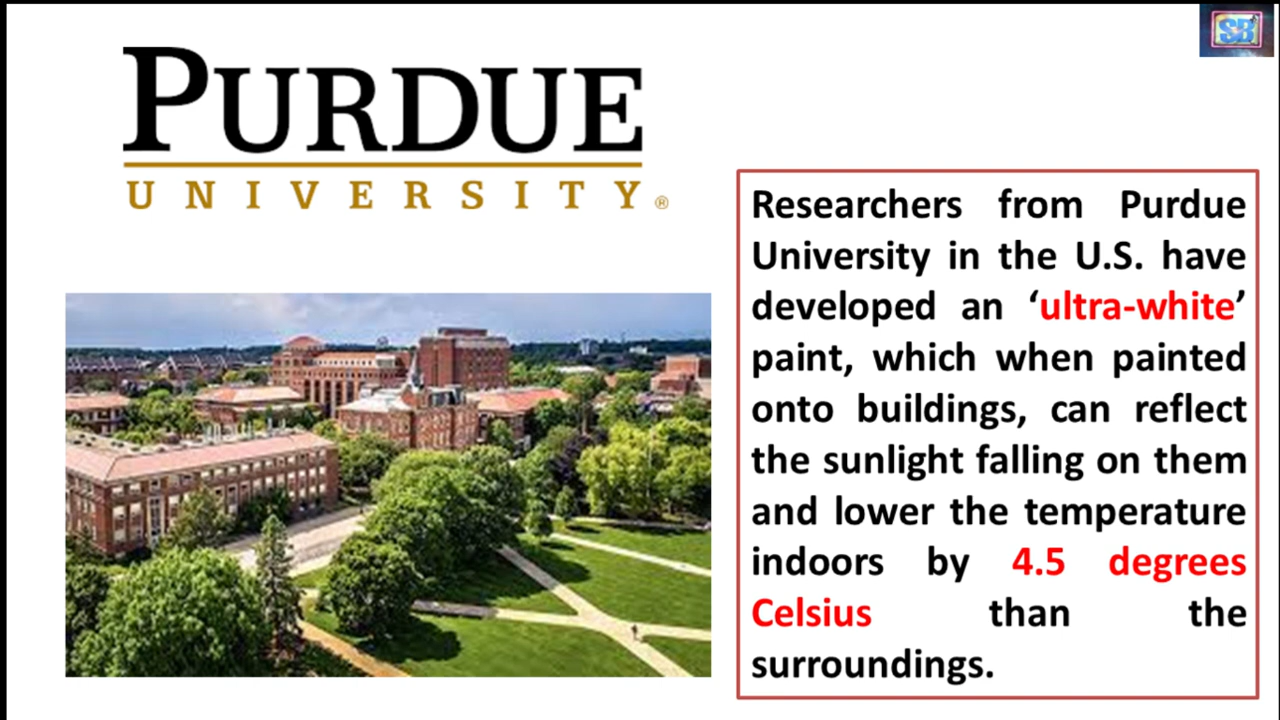 SB
PURDUE
UNIVERSITY®
Researchers from Purdue
University in the U.S. have
developed an ‘ultra-white’
paint, which when painted
onto buildings, can reflect
the sunlight falling on them
and lower the temperature
indoors by 4.5 degrees
Celsius than the
surroundings.